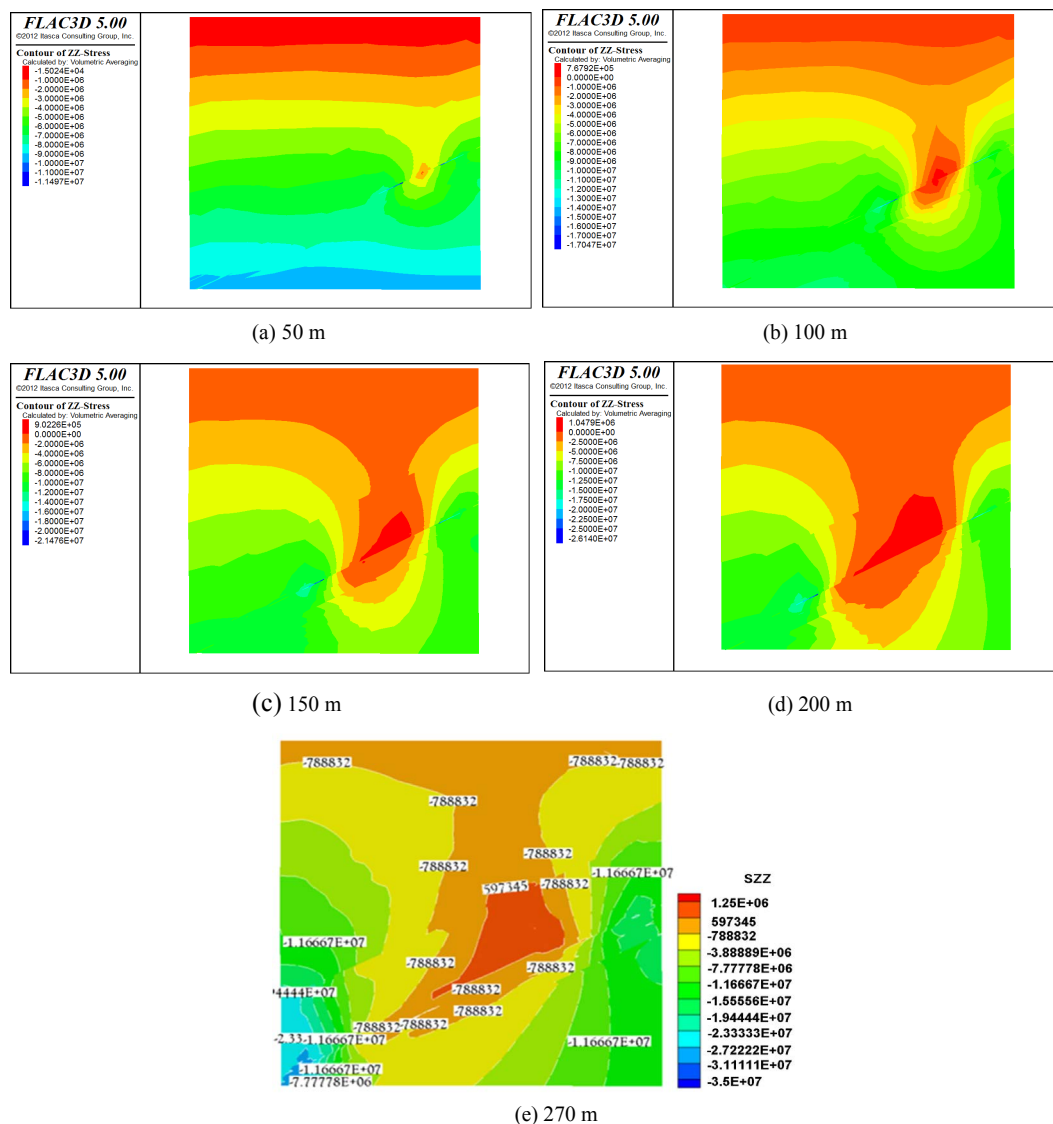 FLAC3D 5.00
©2012 Itasca Consulting Group, Inc.
Contour of ZZ-Stress
Calculated by: Volumetric Averaging
-1.5024E+04
-1.0000E+06
-2.0000E+06
-3.0000E+06
-4.0000E+06
-5.0000E+06
-6.0000E+06
-7.0000E+06
-8.0000E+06
-9.0000E+06
-1.0000E+07
-1.1000E+07
-1.1497E+07
(a) 50 m
FLAC3D 5.00
©2012 Itasca Consulting Group, Inc.
Contour of ZZ-Stress
Calculated by: Volumetric Averaging
7.6792E+05
0.0000E+00
-1.0000E+06
-2.0000E+06
-3.0000E+06
-4.0000E+06
-5.0000E+06
-6.0000E+06
-7.0000E+06
-8.0000E+06
-9.0000E+06
-1.0000E+07
-1.1000E+07
-1.2000E+07
-1.3000E+07
-1.4000E+07
-1.5000E+07
-1.6000E+07
-1.7000E+07
-1.7047E+07
(b) 100 m
FLAC3D 5.00
©2012 Itasca Consulting Group, Inc.
Contour of ZZ-Stress
Calculated by: Volumetric Averaging
9.0226E+05
0.0000E+00
-2.0000E+06
-4.0000E+06
-6.0000E+06
-8.0000E+06
-1.0000E+07
-1.2000E+07
-1.4000E+07
-1.6000E+07
-1.8000E+07
-2.0000E+07
-2.1476E+07
(c) 150 m
FLAC3D 5.00
©2012 Itasca Consulting Group, Inc.
Contour of ZZ-Stress
Calculated by: Volumetric Averaging
1.0479E+06
0.0000E+00
-2.5000E+06
-5.0000E+06
-7.5000E+06
-1.0000E+07
-1.2500E+07
-1.5000E+07
-1.7500E+07
-2.0000E+07
-2.2500E+07
-2.5000E+07
-2.6140E+07
(d) 200 m
-788832
-788832 -788832
-788832
-788832
-788832
597345
-788832
-1.16667E+07
-1.16667E+07
-788832
-788832
-788832
4444E+07
-788832
-788832 -788832
-2.33
-1.16667E+07
-1.16667E+07
-1.16667E+07
-7.77778E+06
SZZ
1.25E+06
597345
-788832
-3.88889E+06
-7.77778E+06
-1.16667E+07
-1.55556E+07
-1.94444E+07
-2.33333E+07
-2.72222E+07
-3.11111E+07
-3.5E+07
(e) 270 m